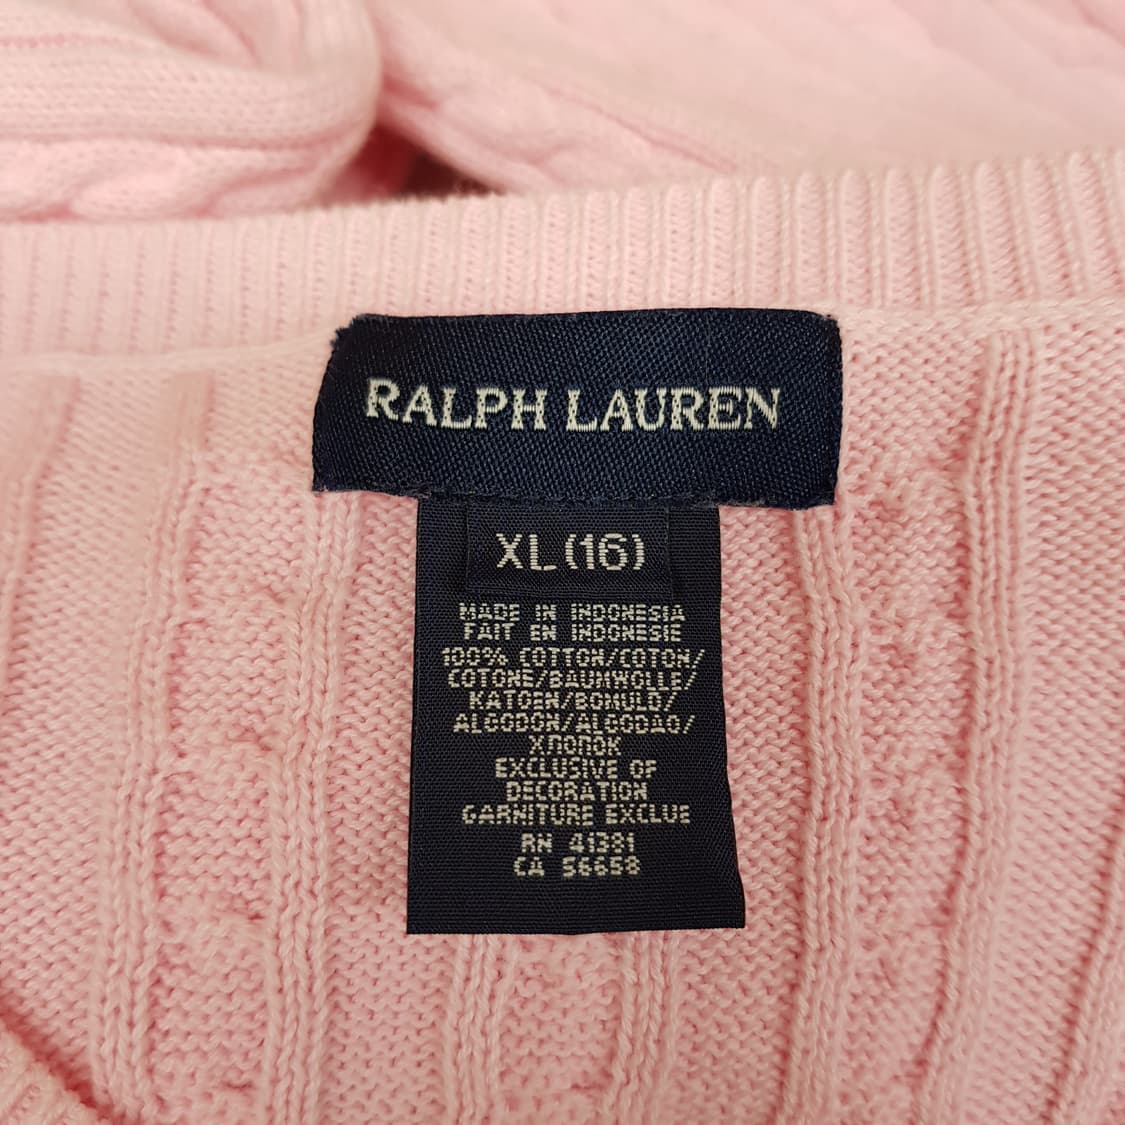 RALPH LAUREN
XL (16)
MADE IN INDONESIA
FAIT EN INDONESIE
100% COTTON/COTON/
COTONE/BAUMWOLLE/
KATOEN/BOMULD/
ALGODON/ALGODAO/
ХЛОПОК
EXCLUSIVE OF
DECORATION
GARNITURE EXCLUE
RN 41381
CA 56658